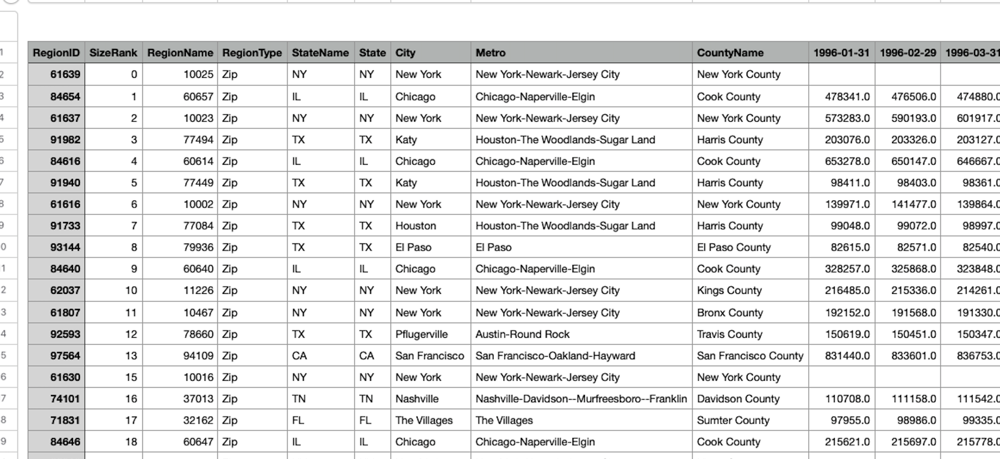 RegionID SizeRank RegionName RegionType StateName State City Metro CountyName 1996-01-31 1996-02-29 1996-03-31
2 61639 0 10025 Zip NY NY New York New York-Newark-Jersey City New York County
3 84654 1 60657 Zip IL IL Chicago Chicago-Naperville-Elgin Cook County 478341.0 476506.0 474880.0
4 61637 2 10023 Zip NY NY New York New York-Newark-Jersey City New York County 573283.0 590193.0 601917.0
5 91982 3 77494 Zip TX TX Katy Houston-The Woodlands-Sugar Land Harris County 203076.0 203326.0 203127.0
6 84616 4 60614 Zip IL IL Chicago Chicago-Naperville-Elgin Cook County 653278.0 650147.0 646667.0
7 91940 5 77449 Zip TX TX Katy Houston-The Woodlands-Sugar Land Harris County 98411.0 98403.0 98361.0
8 61616 6 10002 Zip NY NY New York New York-Newark-Jersey City New York County 139971.0 141477.0 139864.0
9 91733 7 77084 Zip TX TX Houston Houston-The Woodlands-Sugar Land Harris County 99048.0 99072.0 98997.0
0 93144 8 79936 Zip TX TX El Paso El Paso El Paso County 82615.0 82571.0 82540.0
1 84640 9 60640 Zip IL IL Chicago Chicago-Naperville-Elgin Cook County 328257.0 325868.0 323848.0
2 62037 10 11226 Zip NY NY New York New York-Newark-Jersey City Kings County 216485.0 215336.0 214261.0
3 61807 11 10467 Zip NY NY New York New York-Newark-Jersey City Bronx County 192152.0 191568.0 191330.0
4 92593 12 78660 Zip TX TX Pflugerville Austin-Round Rock Travis County 150619.0 150451.0 150347.0
5 97564 13 94109 Zip CA CA San Francisco San Francisco-Oakland-Hayward San Francisco County 831440.0 833601.0 836753.0
6 61630 15 10016 Zip NY NY New York New York-Newark-Jersey City New York County
7 74101 16 37013 Zip TN TN Nashville Nashville-Davidson--Murfreesboro--Franklin Davidson County 110708.0 111158.0 111542.0
8 71831 17 32162 Zip FL FL The Villages The Villages Sumter County 97955.0 98986.0 99335.0
9 84646 18 60647 Zip IL IL Chicago Chicago-Naperville-Elgin Cook County 215621.0 215697.0 215778.0